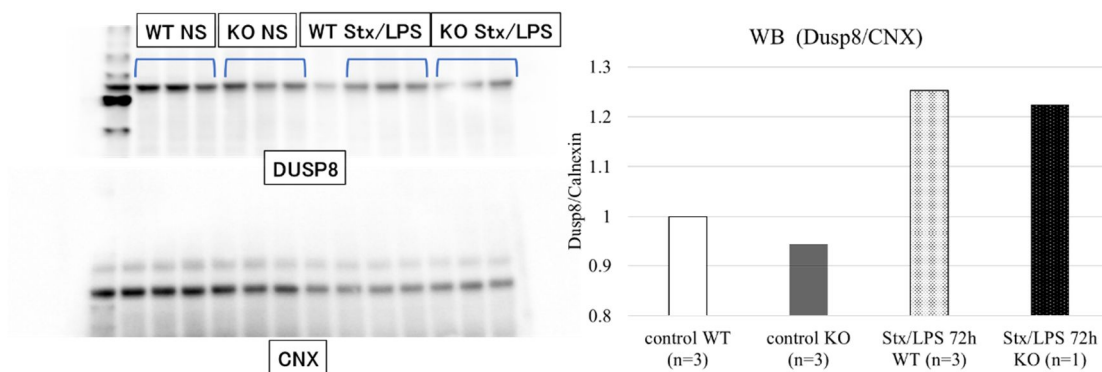 WT NS
KO NS
WT Stx/LPS
KO Stx/LPS
DUSP8
CNX
WB (Dusp8/CNX)
Dusp8/Calnexin
1.3
1.2
1.1
1
0.9
0.8
control WT
(n=3)
control KO
(n=3)
Stx/LPS 72h
WT (n=3)
Stx/LPS 72h
KO (n=1)